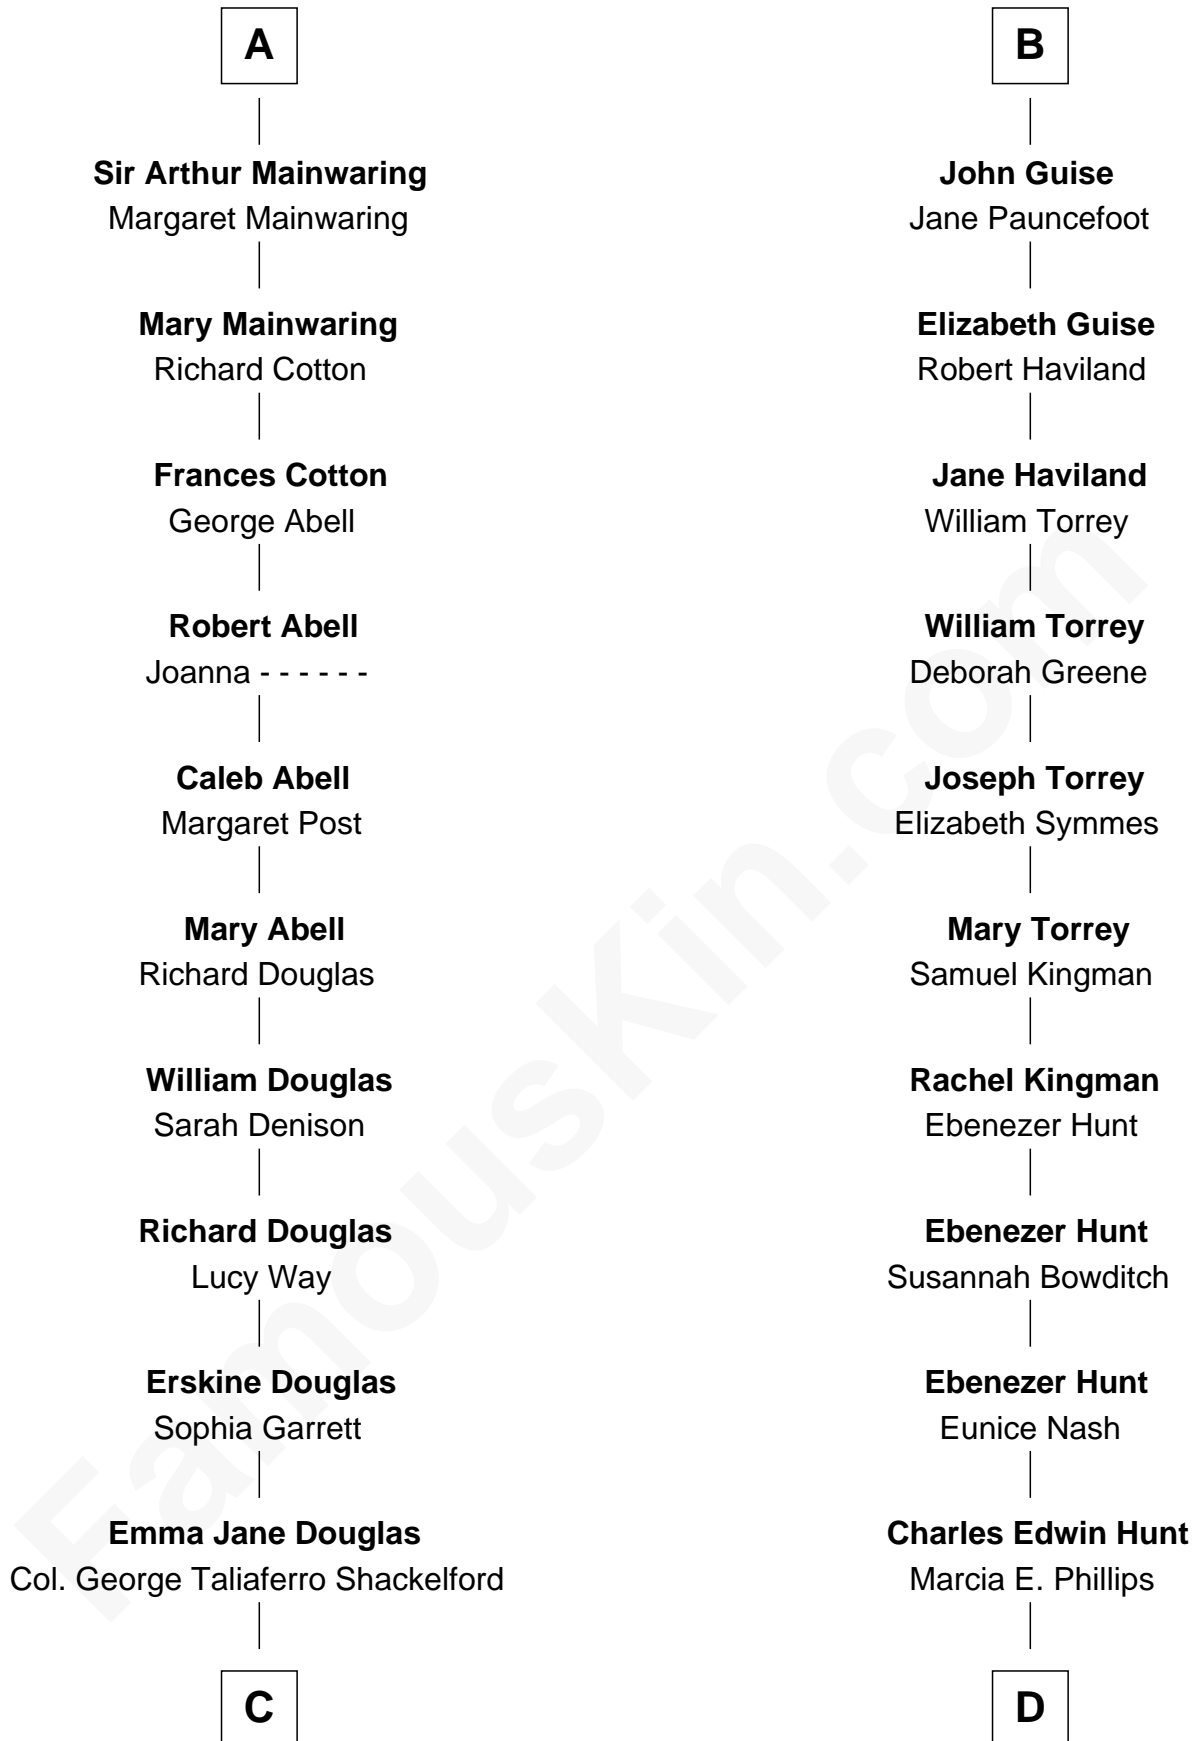 A
Sir Arthur Mainwaring
Margaret Mainwaring
Mary Mainwaring
Richard Cotton
Frances Cotton
George Abell
Robert Abell
Joanna - - - - - -
Caleb Abell
Margaret Post
Mary Abell
Richard Douglas
William Douglas
Sarah Denison
Richard Douglas
Lucy Way
Erskine Douglas
Sophia Garrett
Emma Jane Douglas
Col. George Taliaferro Shackelford
C
B
John Guise
Jane Pauncefoot
Elizabeth Guise
Robert Haviland
Jane Haviland
William Torrey
William Torrey
Deborah Greene
Joseph Torrey
Elizabeth Symmes
Mary Torrey
Samuel Kingman
Rachel Kingman
Ebenezer Hunt
Ebenezer Hunt
Susannah Bowditch
Ebenezer Hunt
Eunice Nash
Charles Edwin Hunt
Marcia E. Phillips
D
FamousKin.com